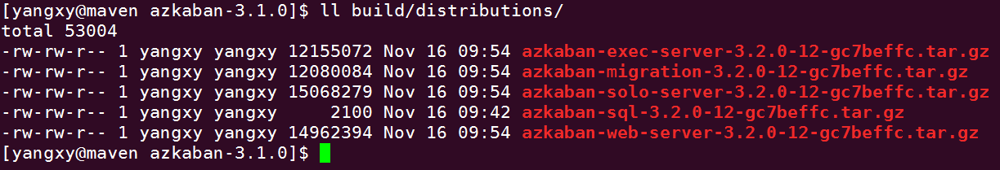 [yangxy@maven azkaban-3.1.0]$ ll build/distributions/
total 53004
-rw-rw-r-- 1 yangxy yangxy 12155072 Nov 16 09:54 azkaban-exec-server-3.2.0-12-gc7beffc.tar.gz
-rw-rw-r-- 1 yangxy yangxy 12080084 Nov 16 09:54 azkaban-migration-3.2.0-12-gc7beffc.tar.gz
-rw-rw-r-- 1 yangxy yangxy 15068279 Nov 16 09:54 azkaban-solo-server-3.2.0-12-gc7beffc.tar.gz
-rw-rw-r-- 1 yangxy yangxy     2100 Nov 16 09:42 azkaban-sql-3.2.0-12-gc7beffc.tar.gz
-rw-rw-r-- 1 yangxy yangxy 14962394 Nov 16 09:54 azkaban-web-server-3.2.0-12-gc7beffc.tar.gz
[yangxy@maven azkaban-3.1.0]$